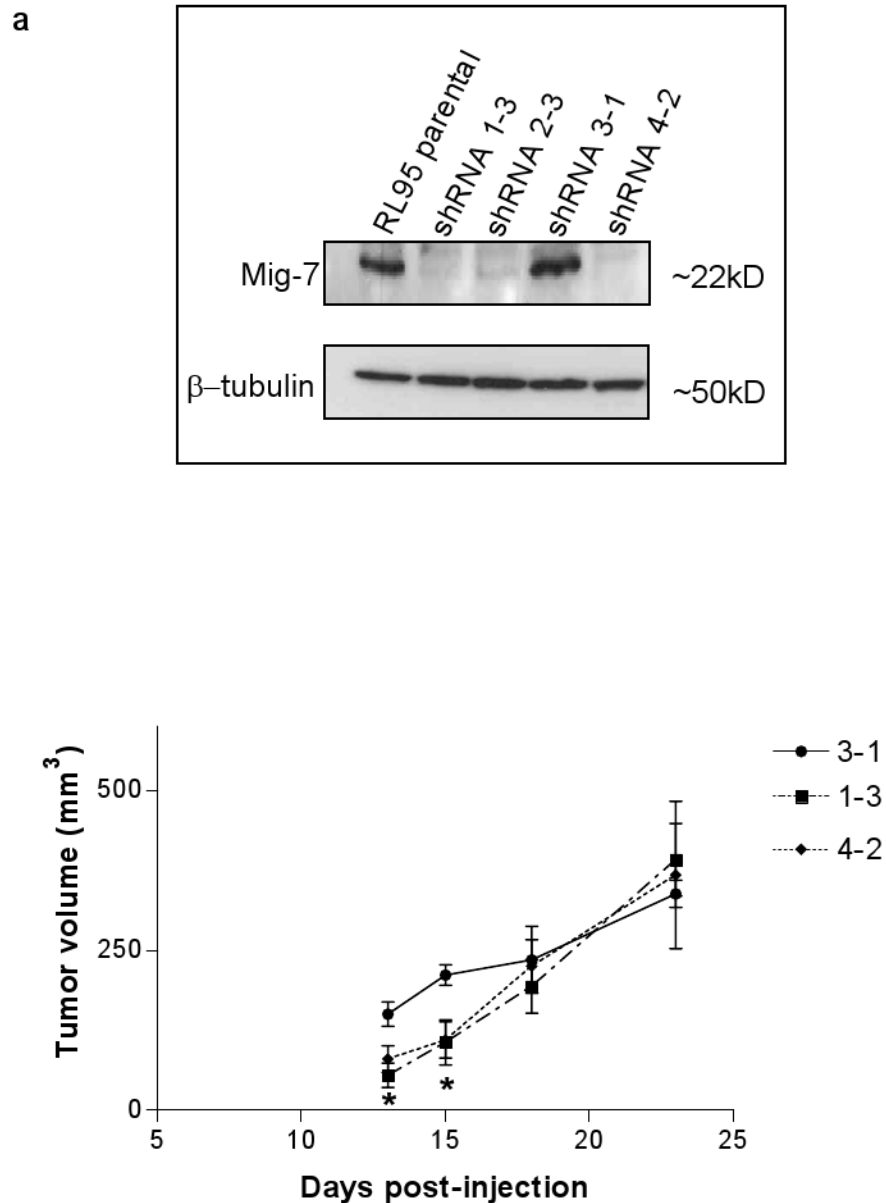 a
RL95 parental
shRNA 1-3
shRNA 2-3
shRNA 3-1
shRNA 4-2
Mig-7
~22kD
β–tubulin
~50kD
Tumor volume (mm³)
500
250
0
5
10
15
20
25
*
*
Days post-injection
3-1
1-3
4-2